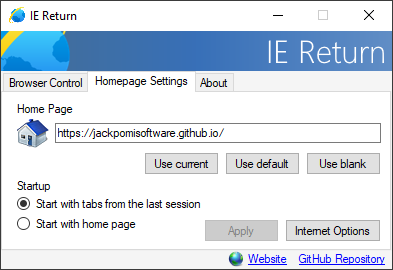 IE Return
IE Return
Browser Control Homepage Settings About
Home Page
https://jackpomisoftware.github.io/
Use current Use default Use blank
Startup
Start with tabs from the last session
Start with home page
Apply Internet Options
Website GitHub Repository